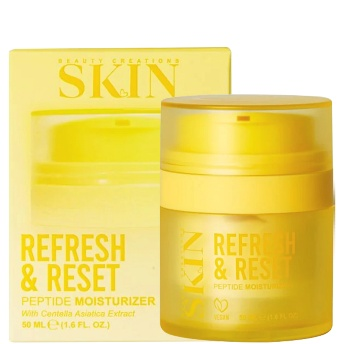 BEAUTY CREATIONS
SKIN
REFRESH
& RESET
PEPTIDE MOISTURIZER
With Centella Asiatica Extract
50 ML ℮ (1.6 FL. OZ.)
SKIN
REFRESH
& RESET
PEPTIDE MOISTURIZER